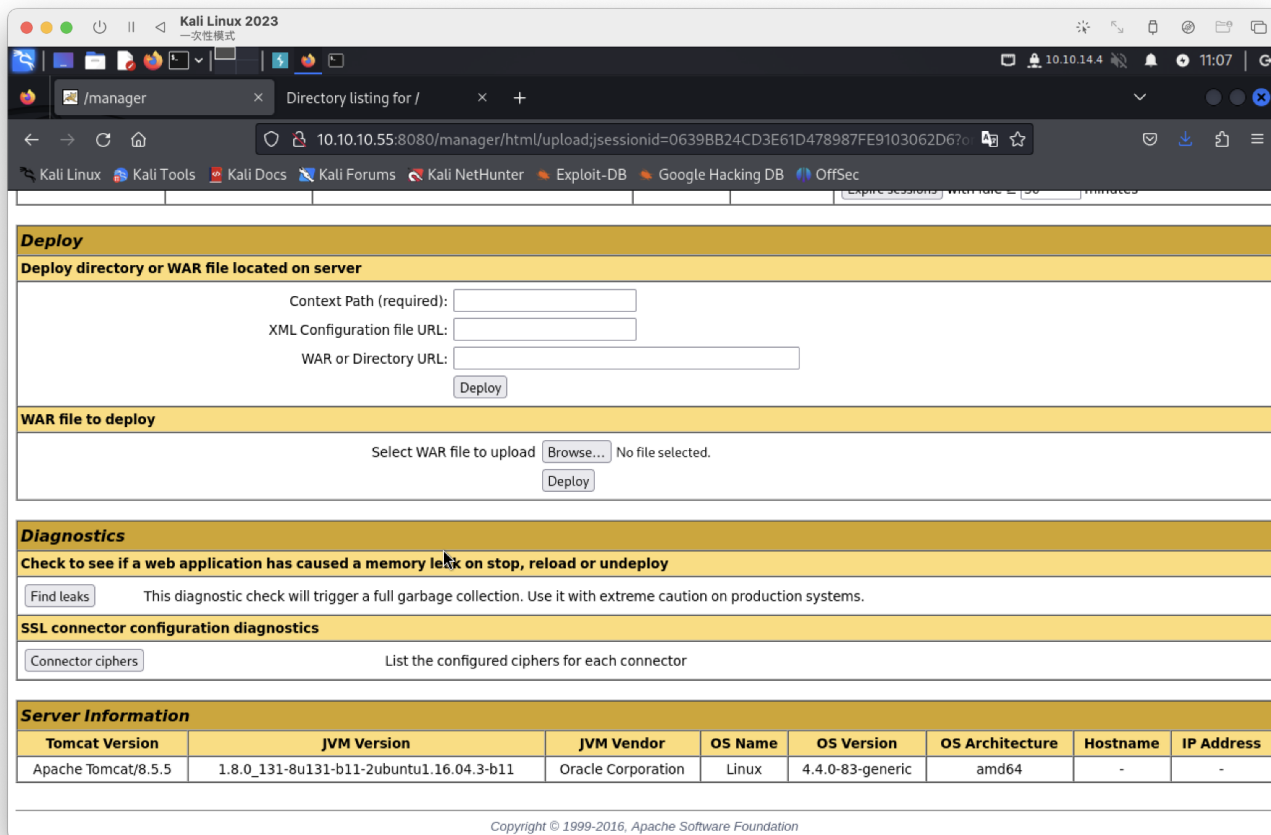 Kali Linux 2023
一次性模式
10.10.14.4 11:07
/manager Directory listing for /
10.10.10.55:8080/manager/html/upload;jsessionid=0639BB24CD3E61D478987FE9103062D6?o
Kali Linux Kali Tools Kali Docs Kali Forums Kali NetHunter Exploit-DB Google Hacking DB OffSec
Expire sessions with idle ≥ 30 minutes
Deploy
Deploy directory or WAR file located on server
Context Path (required):
XML Configuration file URL:
WAR or Directory URL:
Deploy
WAR file to deploy
Select WAR file to upload Browse... No file selected.
Deploy
Diagnostics
Check to see if a web application has caused a memory leak on stop, reload or undeploy
Find leaks This diagnostic check will trigger a full garbage collection. Use it with extreme caution on production systems.
SSL connector configuration diagnostics
Connector ciphers List the configured ciphers for each connector
Server Information
Tomcat Version JVM Version JVM Vendor OS Name OS Version OS Architecture Hostname IP Address
Apache Tomcat/8.5.5 1.8.0_131-8u131-b11-2ubuntu1.16.04.3-b11 Oracle Corporation Linux 4.4.0-83-generic amd64 - -
Copyright © 1999-2016, Apache Software Foundation